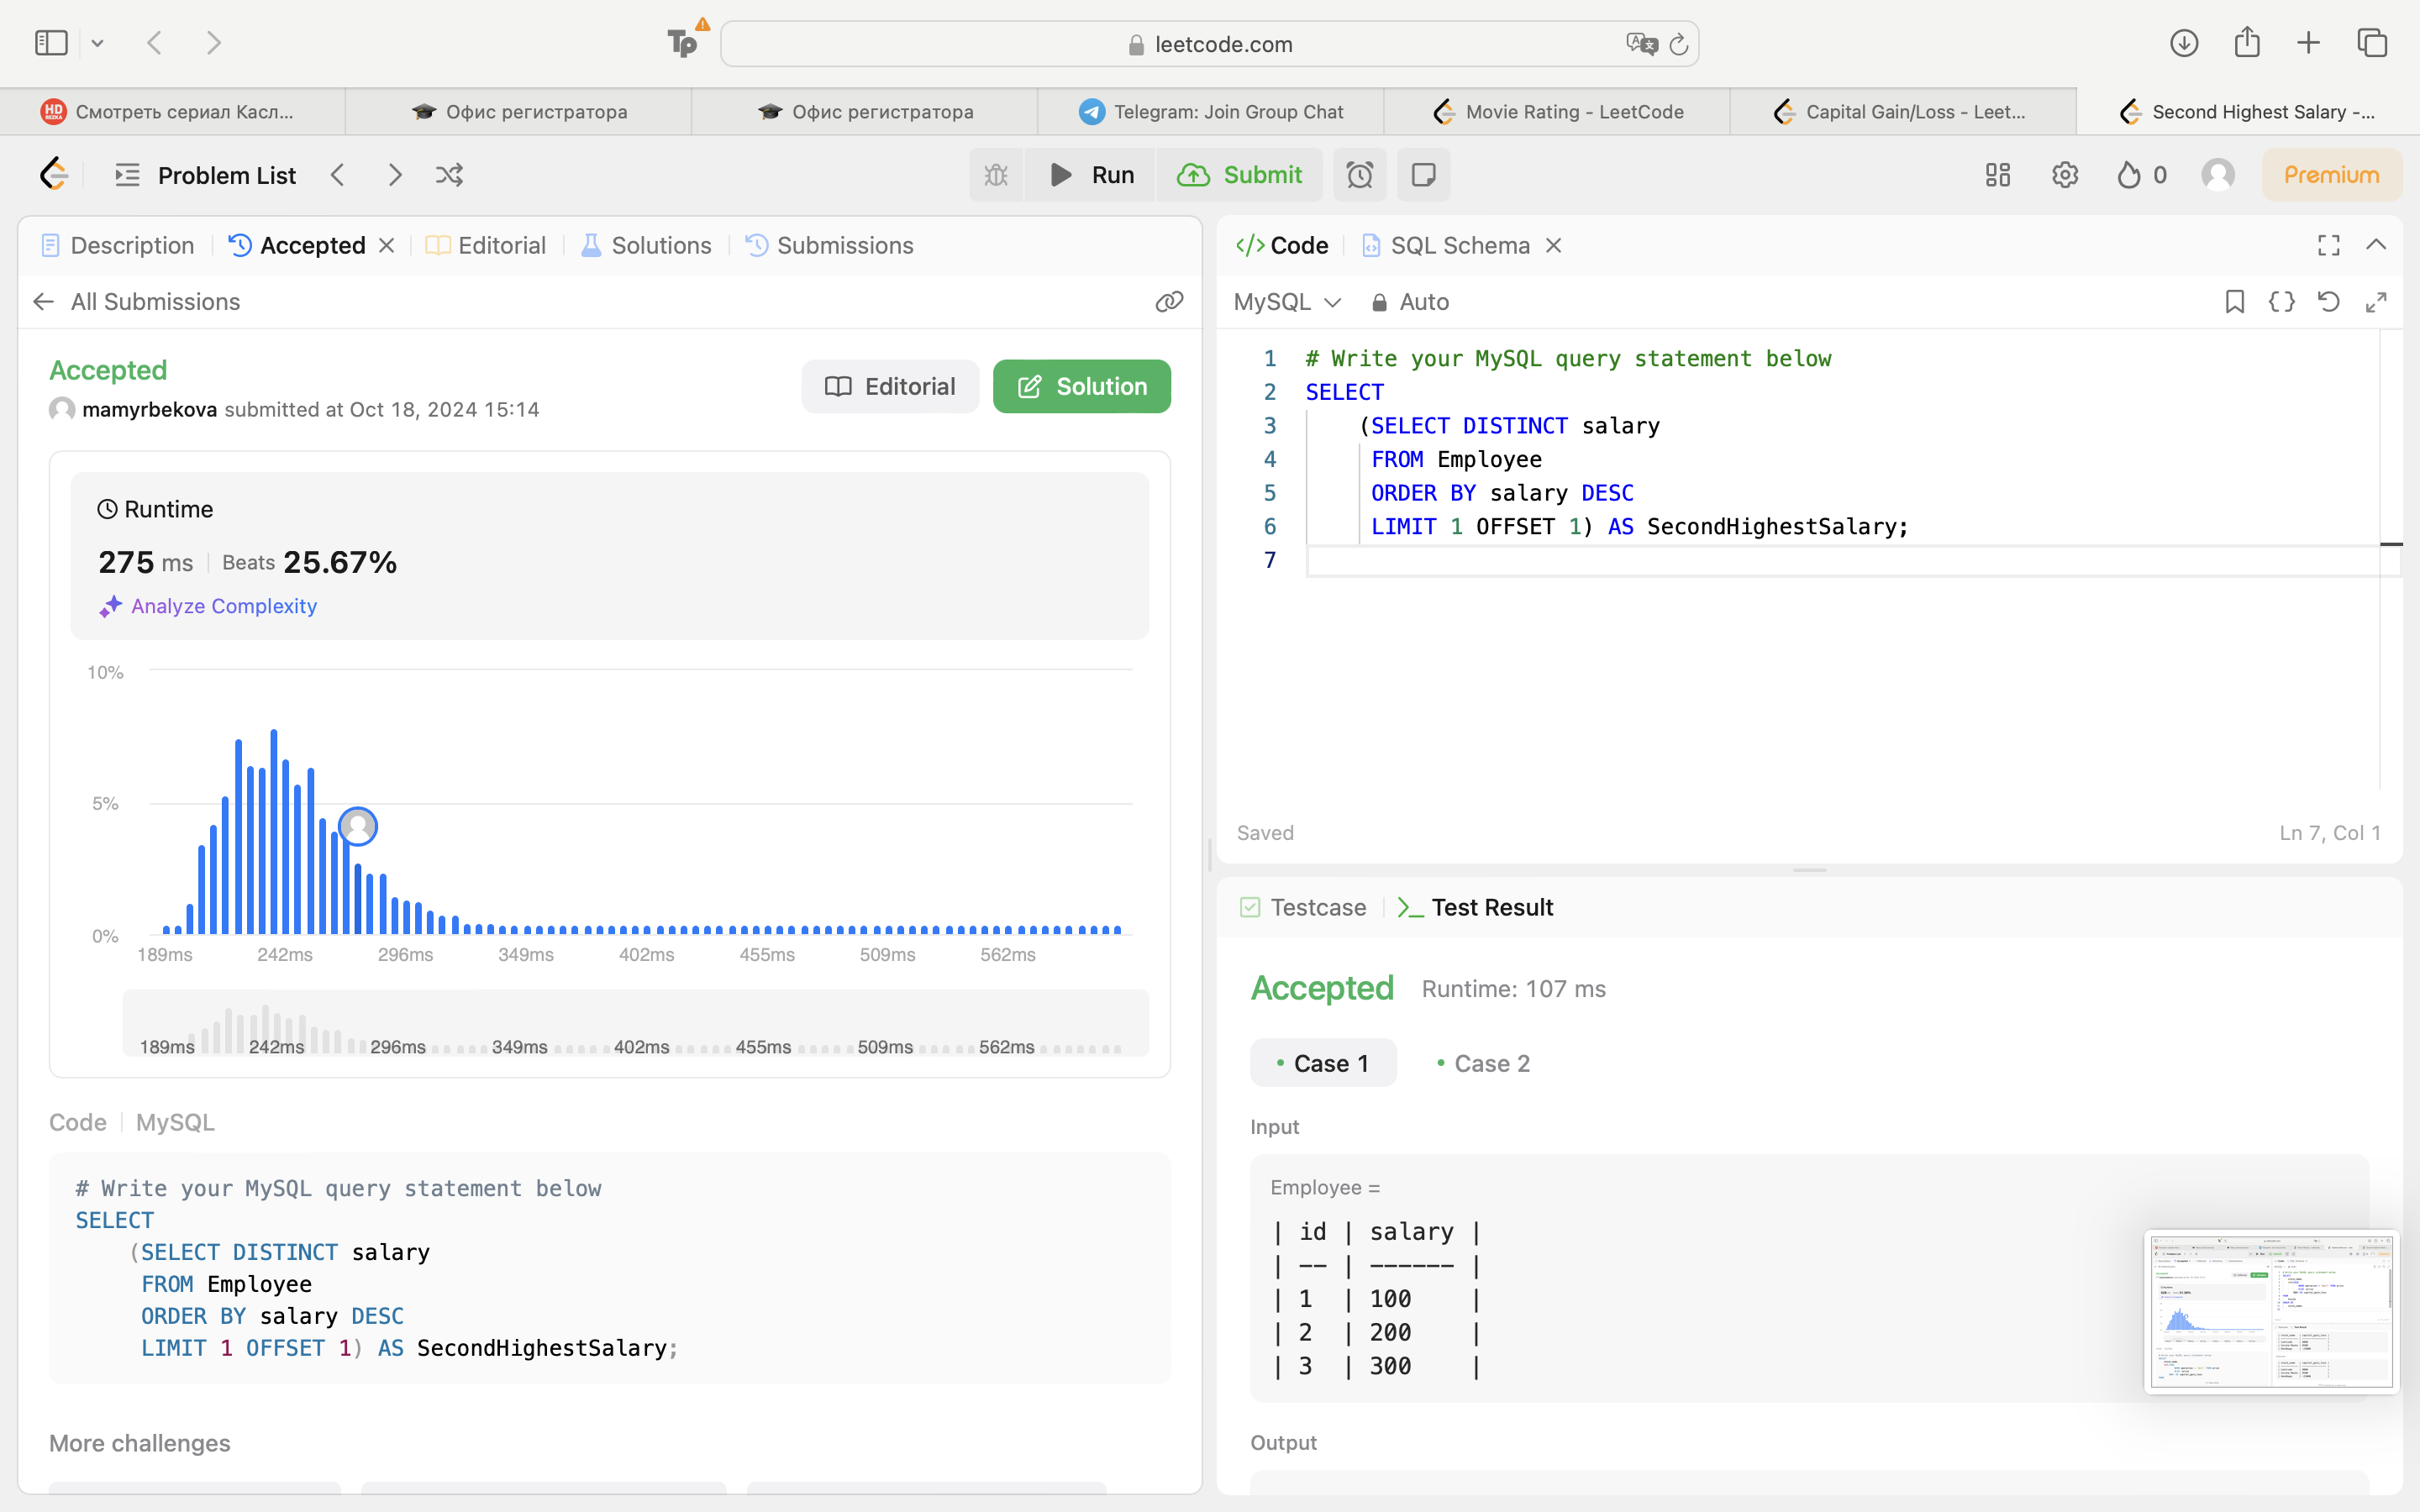 Tp
leetcode.com
HD REZKA Смотреть сериал Касл...
Офис регистратора
Офис регистратора
Telegram: Join Group Chat
Movie Rating - LeetCode
Capital Gain/Loss - Leet...
Second Highest Salary -...
Problem List
Run
Submit
0
Premium
Description
Accepted
Editorial
Solutions
Submissions
All Submissions
Accepted
mamyrbekova submitted at Oct 18, 2024 15:14
Editorial
Solution
Runtime
275 ms Beats 25.67%
Analyze Complexity
10%
5%
0%
189ms 242ms 296ms 349ms 402ms 455ms 509ms 562ms
189ms 242ms 296ms 349ms 402ms 455ms 509ms 562ms
Code MySQL
# Write your MySQL query statement below
SELECT
(SELECT DISTINCT salary
FROM Employee
ORDER BY salary DESC
LIMIT 1 OFFSET 1) AS SecondHighestSalary;
More challenges
</> Code
SQL Schema
MySQL Auto
1 # Write your MySQL query statement below
2 SELECT
3 (SELECT DISTINCT salary
4 FROM Employee
5 ORDER BY salary DESC
6 LIMIT 1 OFFSET 1) AS SecondHighestSalary;
7
Saved
Ln 7, Col 1
Testcase
Test Result
Accepted Runtime: 107 ms
• Case 1 • Case 2
Input
Employee =
| id | salary |
| -- | ------ |
| 1 | 100 |
| 2 | 200 |
| 3 | 300 |
Output